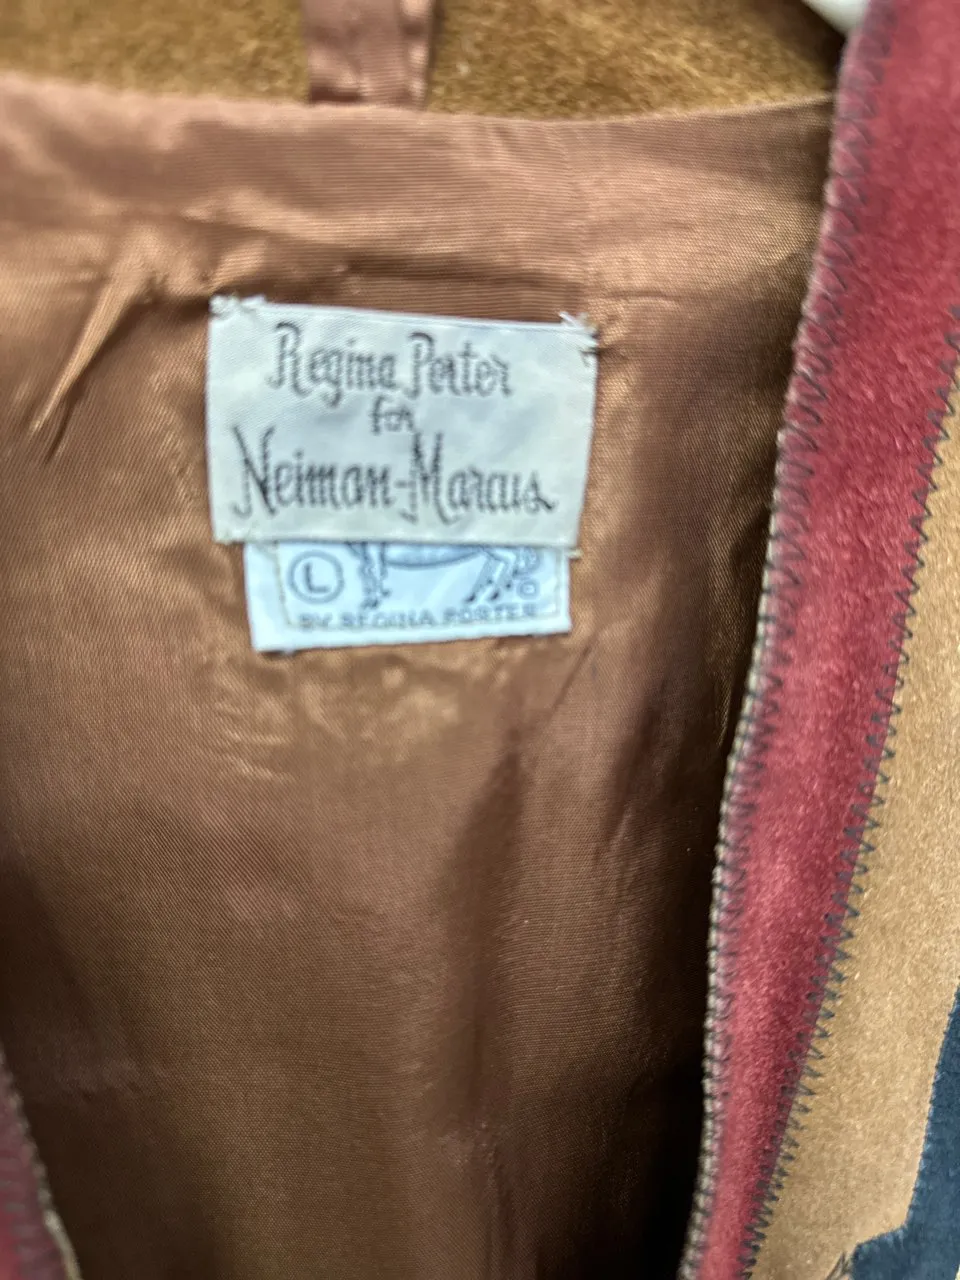 Regina Porter
for
Neiman-Marcus
L
BY REGINA PORTER